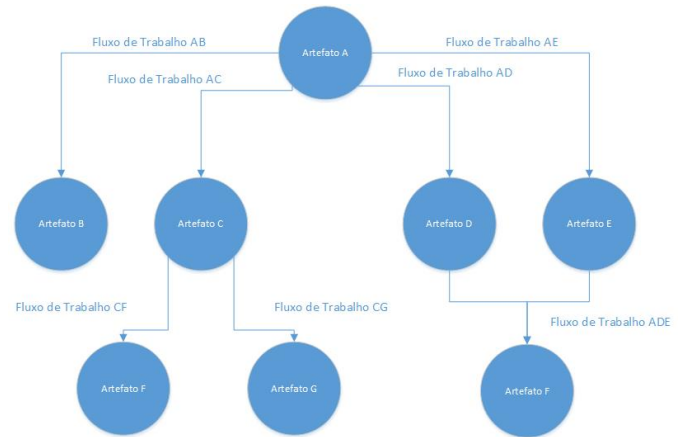 Fluxo de Trabalho AB
Artefato A
Fluxo de Trabalho AE
Fluxo de Trabalho AC
Fluxo de Trabalho AD
Artefato B
Artefato C
Artefato D
Artefato E
Fluxo de Trabalho CF
Fluxo de Trabalho CG
Fluxo de Trabalho ADE
Artefato F
Artefato G
Artefato F